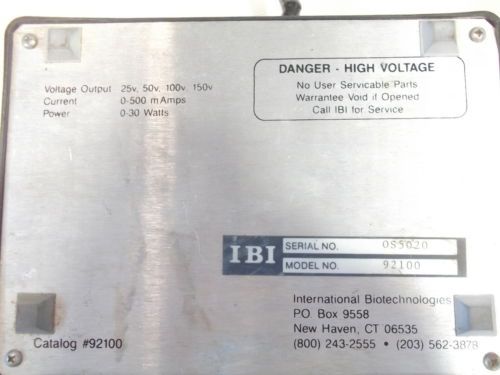 Voltage Output 25v, 50v, 100v, 150v
Current 0-500 mAmps
Power 0-30 Watts
DANGER - HIGH VOLTAGE
No User Servicable Parts
Warrantee Void if Opened
Call IBI for Service
IBI
SERIAL NO. OS5020
MODEL NO. 92100
International Biotechnologies
P.O. Box 9558
New Haven, CT 06535
(800) 243-2555 • (203) 562-3878
Catalog #92100